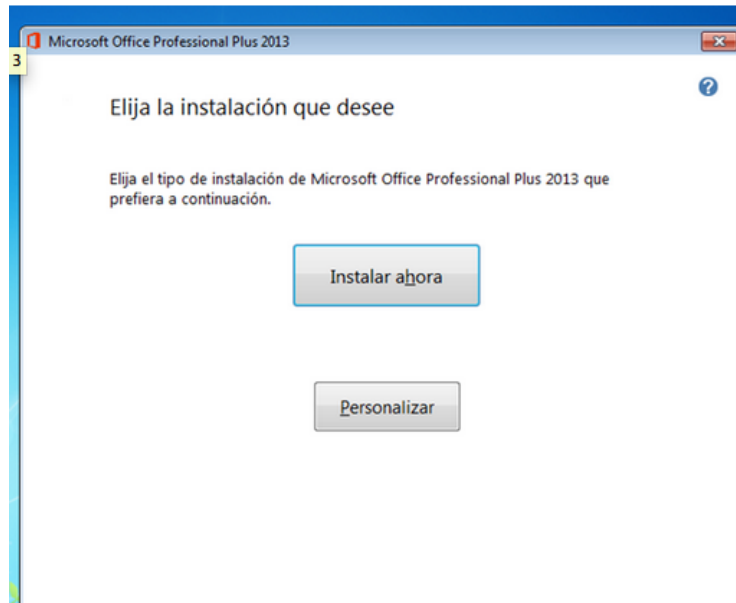 Microsoft Office Professional Plus 2013
3
Elija la instalación que desee
Elija el tipo de instalación de Microsoft Office Professional Plus 2013 que
prefiera a continuación.
Instalar ahora
Personalizar